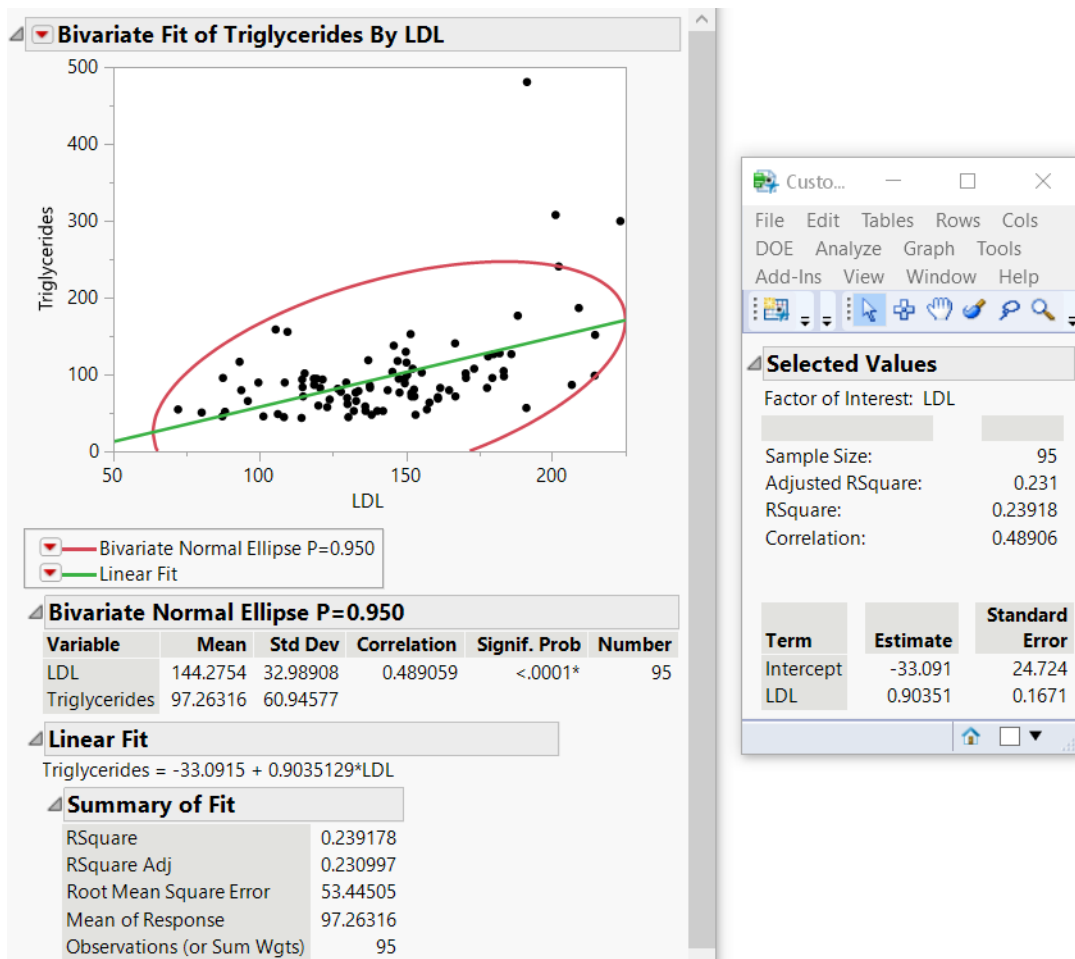 Bivariate Fit of Triglycerides By LDL
500
400
300
200
100
0
Triglycerides
50 100 150 200
LDL
Bivariate Normal Ellipse P=0.950
Linear Fit
Bivariate Normal Ellipse P=0.950
Variable Mean Std Dev Correlation Signif. Prob Number
LDL 144.2754 32.98908 0.489059 <.0001* 95
Triglycerides 97.26316 60.94577
Linear Fit
Triglycerides = -33.0915 + 0.9035129*LDL
Summary of Fit
RSquare 0.239178
RSquare Adj 0.230997
Root Mean Square Error 53.44505
Mean of Response 97.26316
Observations (or Sum Wgts) 95
Custo...
File Edit Tables Rows Cols
DOE Analyze Graph Tools
Add-Ins View Window Help
Selected Values
Factor of Interest: LDL
Sample Size: 95
Adjusted RSquare: 0.231
RSquare: 0.23918
Correlation: 0.48906
Term Estimate Standard Error
Intercept -33.091 24.724
LDL 0.90351 0.1671